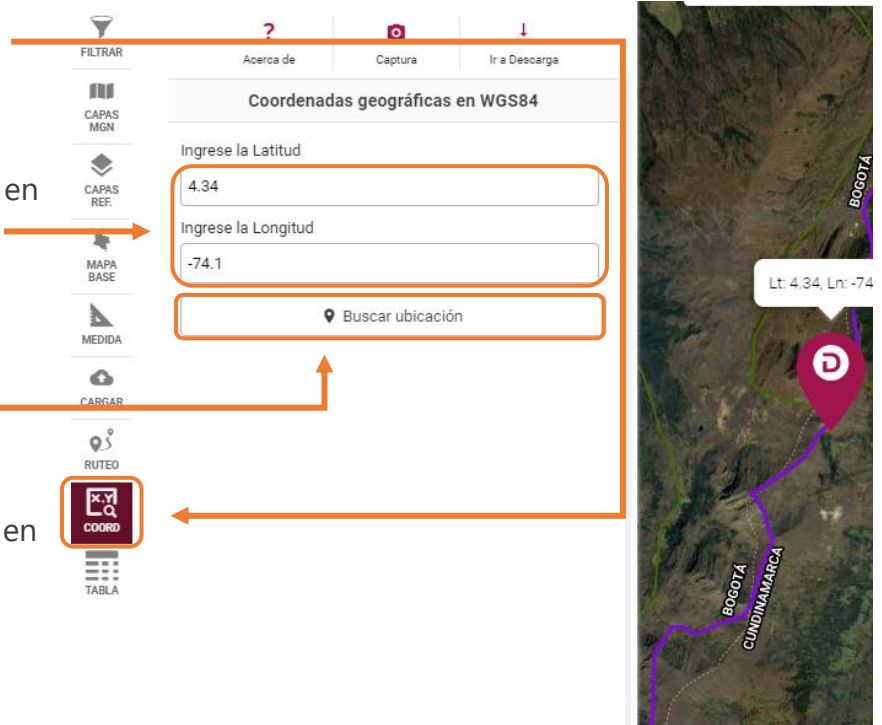 FILTRAR
CAPAS
MGN
CAPAS
REF.
MAPA
BASE
MEDIDA
CARGAR
RUTEO
X,Y
COORD
TABLA
en
en
?
Acerca de
Captura
Ir a Descarga
Coordenadas geográficas en WGS84
Ingrese la Latitud
4.34
Ingrese la Longitud
-74.1
Buscar ubicación
BOGOTÁ
Lt: 4.34, Ln: -74
D
BOGOTÁ
CUNDINAMARCA